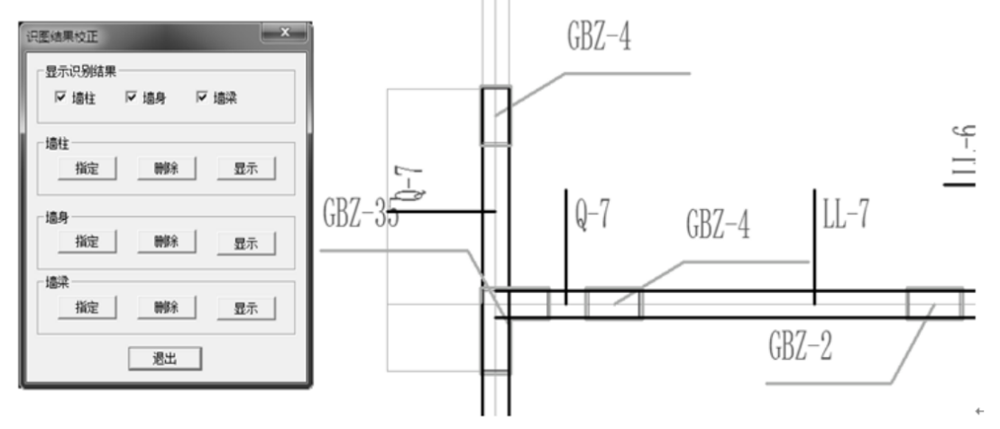 识图结果校正
显示识别结果
墙柱 墙身 墙梁
墙柱
指定 删除 显示
墙身
指定 删除 显示
墙梁
指定 删除 显示
退出
GBZ-4
LL-6
Q-7
GBZ-35
Q-7
GBZ-4
LL-7
GBZ-2